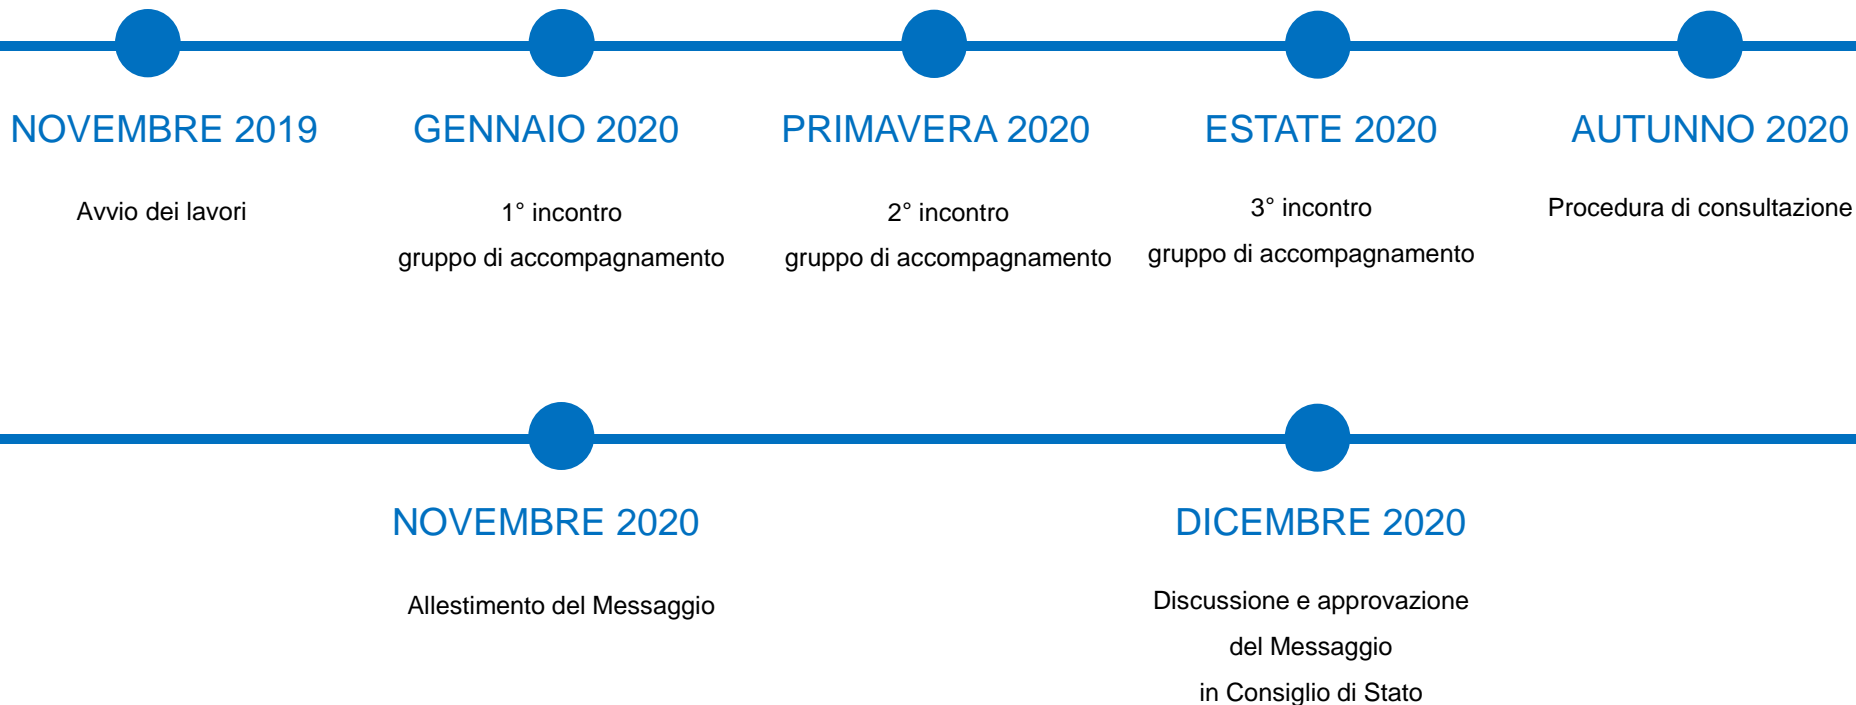 NOVEMBRE 2019
Avvio dei lavori
GENNAIO 2020
1° incontro
gruppo di accompagnamento
PRIMAVERA 2020
2° incontro
gruppo di accompagnamento
ESTATE 2020
3° incontro
gruppo di accompagnamento
AUTUNNO 2020
Procedura di consultazione
NOVEMBRE 2020
Allestimento del Messaggio
DICEMBRE 2020
Discussione e approvazione
del Messaggio
in Consiglio di Stato